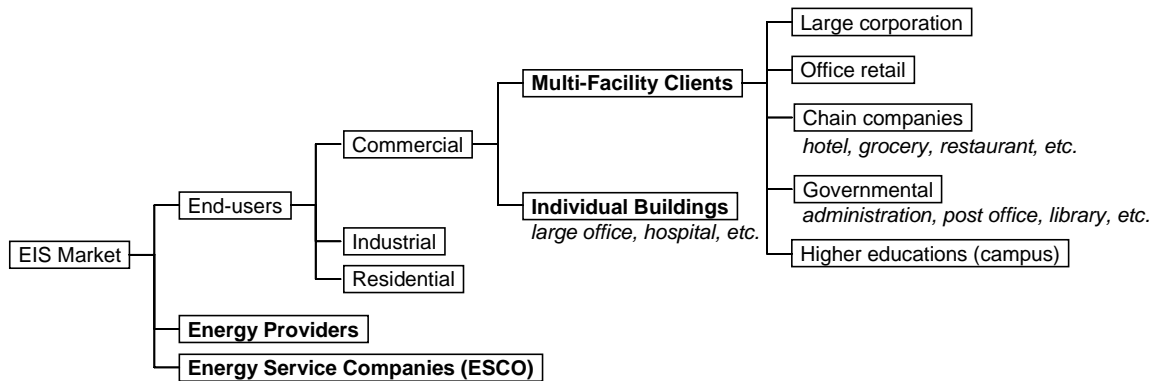 Large corporation
Office retail
Multi-Facility Clients
Chain companies
hotel, grocery, restaurant, etc.
Commercial
Governmental
administration, post office, library, etc.
End-users
Individual Buildings
large office, hospital, etc.
Industrial
EIS Market
Higher educations (campus)
Residential
Energy Providers
Energy Service Companies (ESCO)